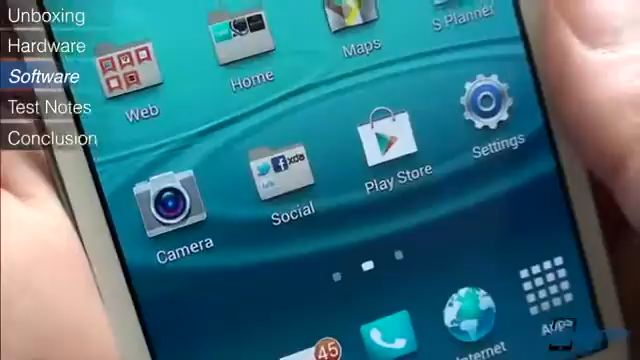 Unboxing
Hardware
Software
Test Notes
Conclusion
S Planner
Maps
Home
Web
Settings
Play Store
xda
Social
Camera
45
Internet
Apps